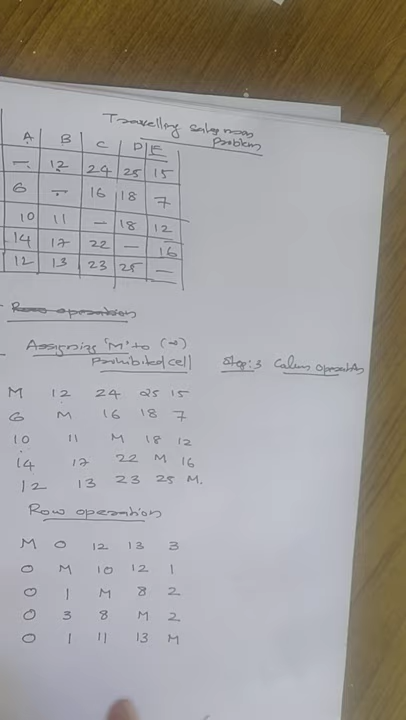 Travelling salesman
Problem
A B C D E
— 12 24 25 15
6 — 16 18 7
10 11 — 18 12
14 17 22 — 16
12 13 23 25 —
Row operation
Assigning 'M' to (-)
Prohibited cell
Step: 3 Colum operation
M 12 24 25 15
6 M 16 18 7
10 11 M 18 12
14 17 22 M 16
12 13 23 25 M.
Row operation
M 0 12 13 3
0 M 10 12 1
0 1 M 8 2
0 3 8 M 2
0 1 11 13 M